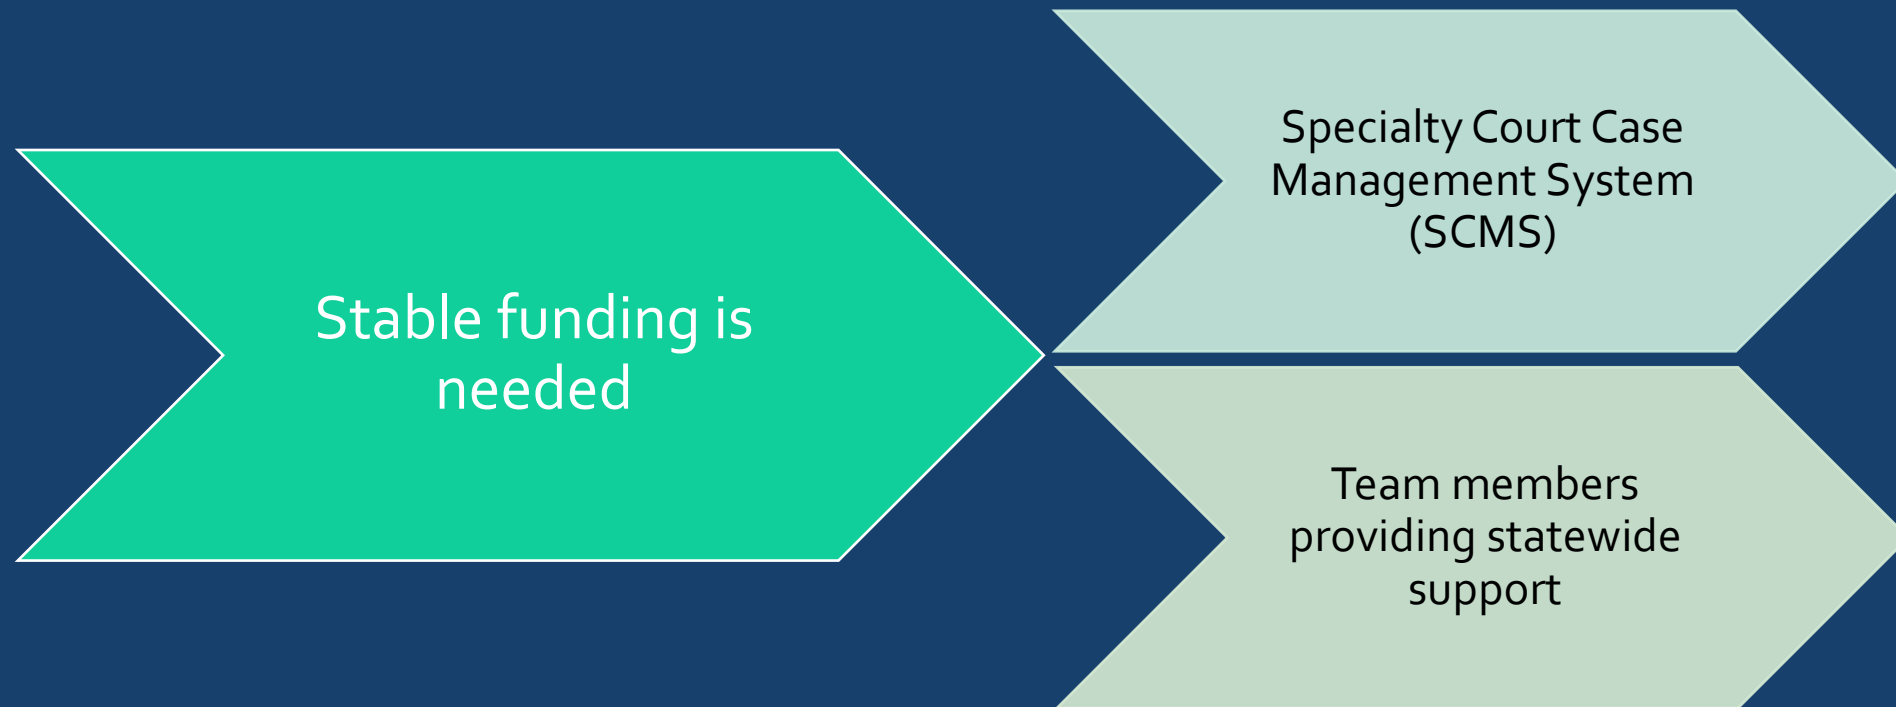 Stable funding is
needed
Specialty Court Case
Management System
(SCMS)
Team members
providing statewide
support